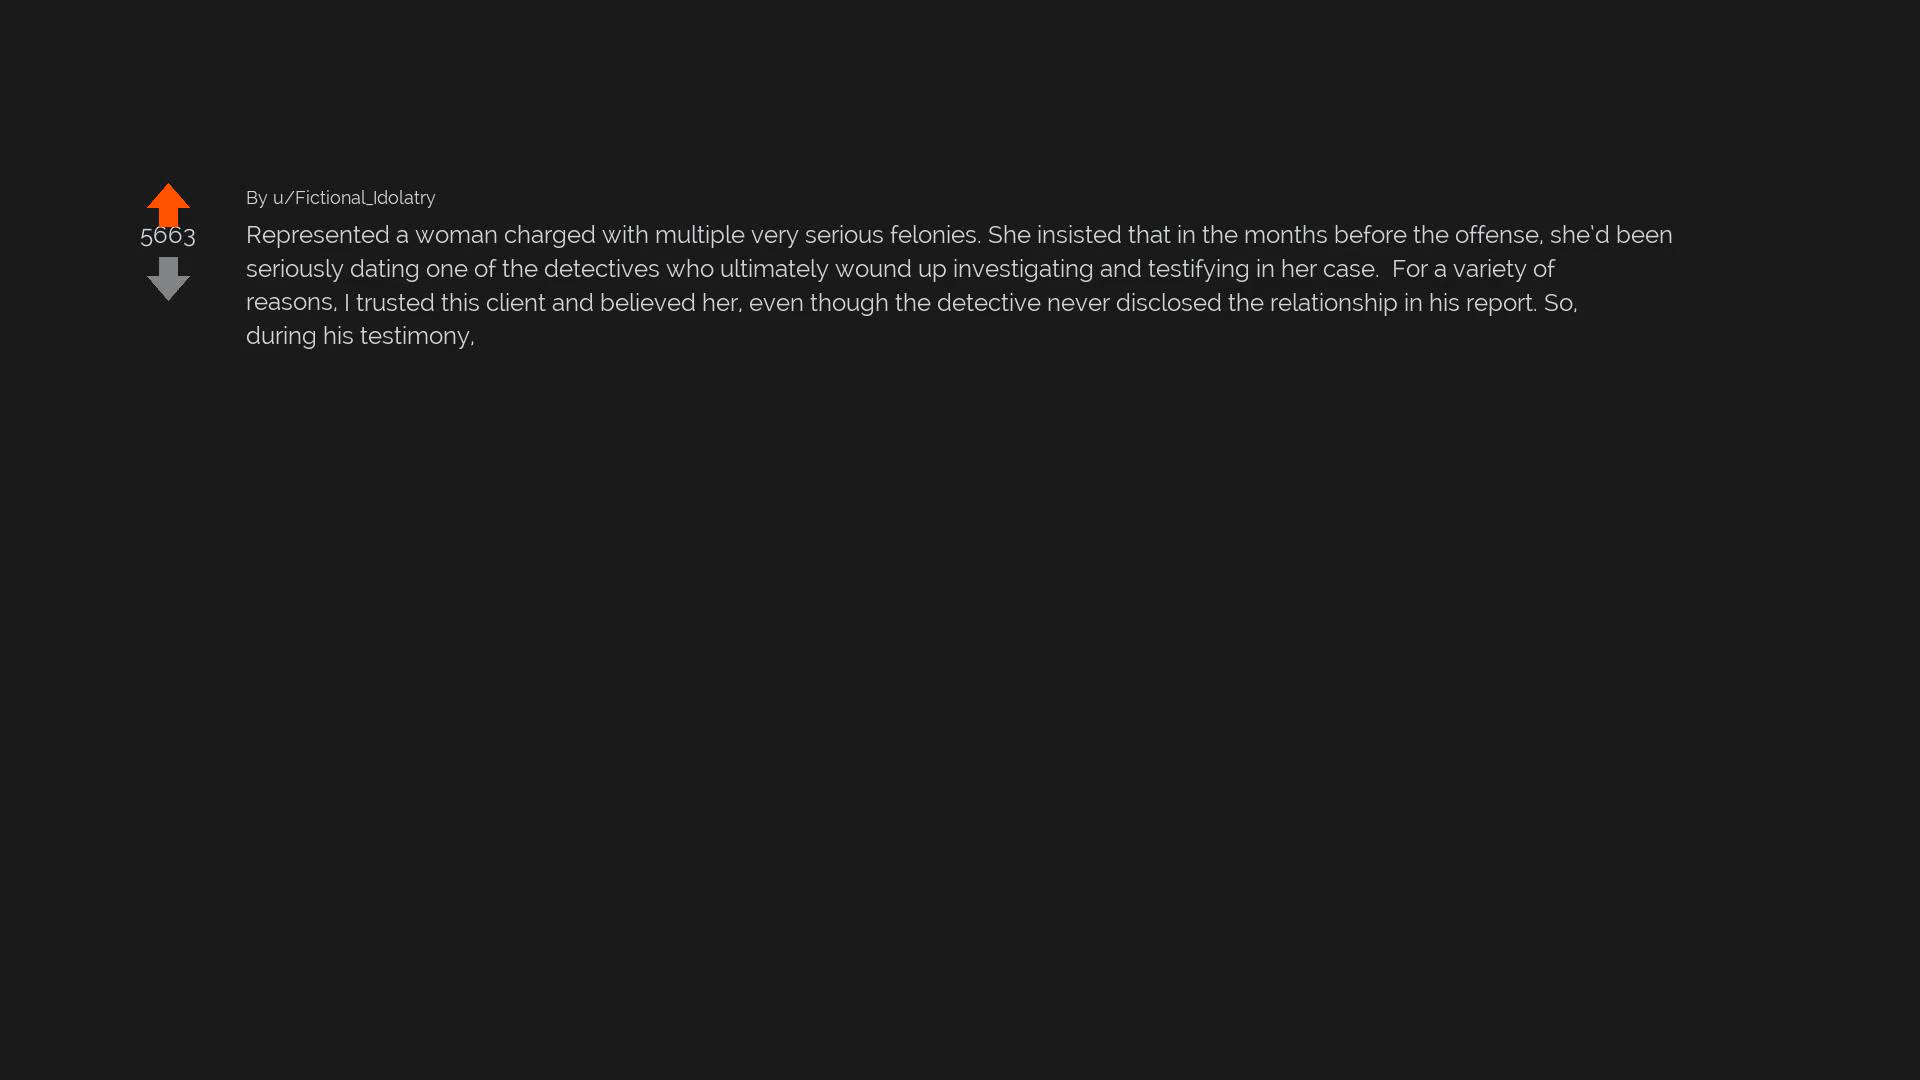 By u/Fictional_Idolatry
5663
Represented a woman charged with multiple very serious felonies. She insisted that in the months before the offense, she'd been
seriously dating one of the detectives who ultimately wound up investigating and testifying in her case.  For a variety of
reasons, I trusted this client and believed her, even though the detective never disclosed the relationship in his report. So,
during his testimony,